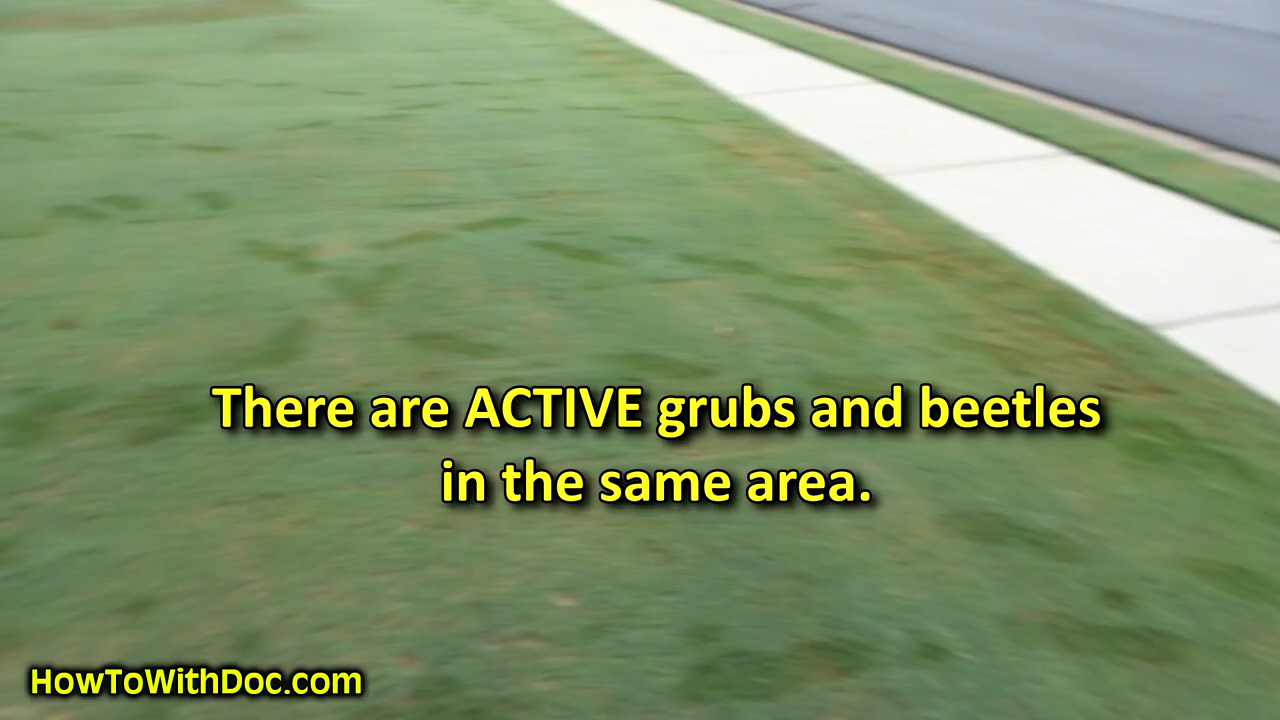 There are ACTIVE grubs and beetles
in the same area.
HowToWithDoc.com